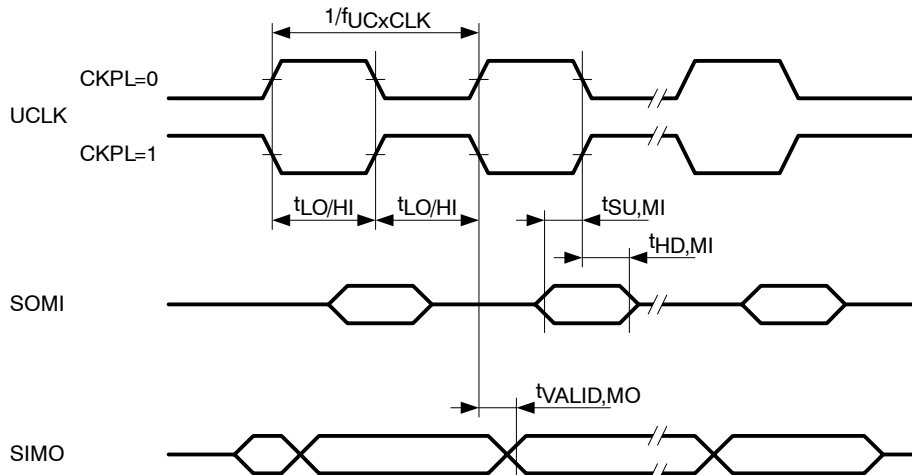 1/fUCxCLK
CKPL=0
UCLK
CKPL=1
tLO/HI tLO/HI tSU,MI
tHD,MI
SOMI
tVALID,MO
SIMO